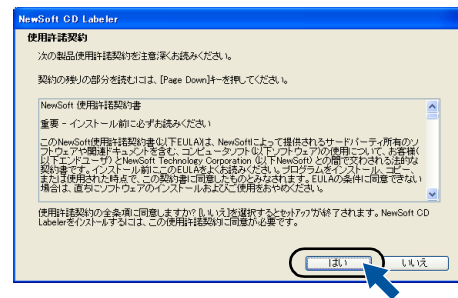 NewSoft CD Labeler
使用許諾契約
次の製品使用許諾契約を注意深くお読みください。
契約の残りの部分を読むには、[Page Down]キーを押してください。
NewSoft 使用許諾契約書
重要 - インストール前に必ずお読みください
このNewSoft使用許諾契約書(以下EULA)は、NewSoftによって提供されるサードパーティ所有のソ
フトウェアや関連ドキュメントを含む、コンピュータソフト(以下ソフトウェア)の使用について、お客様(
以下エンドユーザ)とNewSoft Technology Corporation (以下NewSoft) との間で交わされる法的な
契約書です。インストール前にこのEULAをよくお読みください。プログラムをインストール、コピー、
または使用された時点で、この契約書に同意したものとみなされます。EULAの条件に同意できない
場合は、直ちにソフトウェアのインストールおよびご使用をおやめください。
使用許諾契約の全条項に同意しますか? [いいえ]を選択するとセットアップが終了されます。NewSoft CD
Labelerをインストールするには、この使用許諾契約に同意が必要です。
はい
いいえ